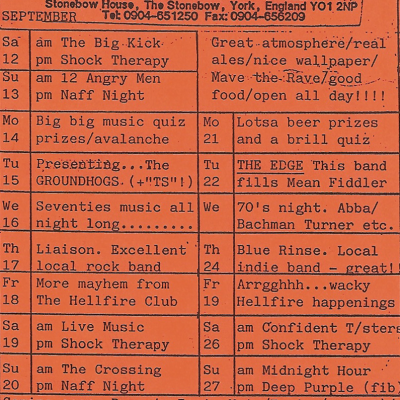 Stonebow House, The Stonebow, York, England YO1 2NP
SEPTEMBER Tel: 0904-651250 Fax: 0904-656209
Sa am The Big Kick
12 pm Shock Therapy
Su am 12 Angry Men
13 pm Naff Night
Great atmosphere/real
ales/nice wallpaper/
Mave the Rave/good
food/open all day!!!!
Mo Big big music quiz
14 prizes/avalanche
Mo Lotsa beer prizes
21 and a brill quiz
Tu Presenting...The
15 GROUNDHOGS (+"TS"!)
Tu THE EDGE This band
22 fills Mean Fiddler
We Seventies music all
16 night long.........
We 70's night. Abba/
Bachman Turner etc.
Th Liaison. Excellent
17 local rock band
Th Blue Rinse. Local
24 indie band - great!!
Fr More mayhem from
18 The Hellfire Club
Fr Arrgghhh...wacky
19 Hellfire happenings
Sa am Live Music
19 pm Shock Therapy
Sa am Confident T/sters
26 pm Shock Therapy
Su am The Crossing
20 pm Naff Night
Su am Midnight Hour
27 pm Deep Purple (fib)